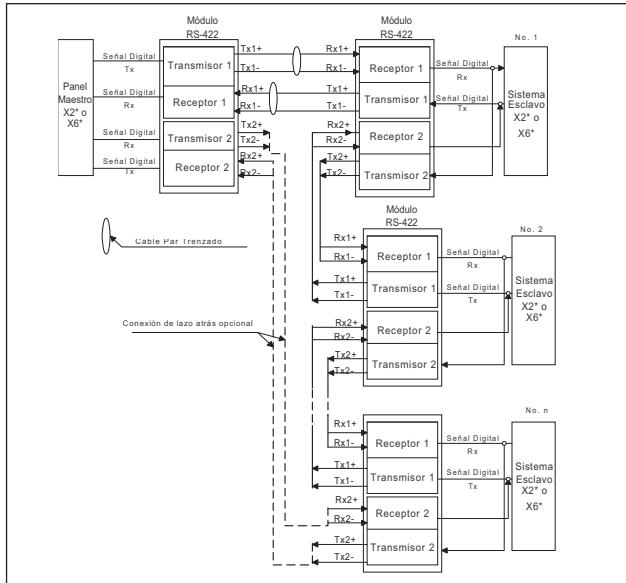 Módulo
RS-422
Módulo
RS-422
No. 1
Panel
Maestro
X2* o
X6*
Señal Digital
Tx
Señal Digital
Rx
Señal Digital
Rx
Señal Digital
Tx
Transmisor 1
Receptor 1
Transmisor 2
Receptor 2
Tx1+
Tx1-
Rx1+
Rx1-
Tx2+
Tx2-
Rx2+
Rx2-
Rx1+
Rx1-
Tx1+
Tx1-
Rx2+
Rx2-
Tx2+
Tx2-
Receptor 1
Transmisor 1
Receptor 2
Transmisor 2
Señal Digital
Rx
Señal Digital
Tx
Sistema
Esclavo
X2* o
X6*
Cable Par Trenzado
Conexión de lazo atrás opcional
Módulo
RS-422
No. 2
Rx1+
Rx1-
Tx1+
Tx1-
Rx2+
Rx2-
Tx2+
Tx2-
Receptor 1
Transmisor 1
Receptor 2
Transmisor 2
Señal Digital
Rx
Señal Digital
Tx
Sistema
Esclavo
X2* o
X6*
No. n
Rx1+
Rx1-
Tx1+
Tx1-
Rx2+
Rx2-
Tx2+
Tx2-
Receptor 1
Transmisor 1
Receptor 2
Transmisor 2
Señal Digital
Rx
Señal Digital
Tx
Sistema
Esclavo
X2* o
X6*